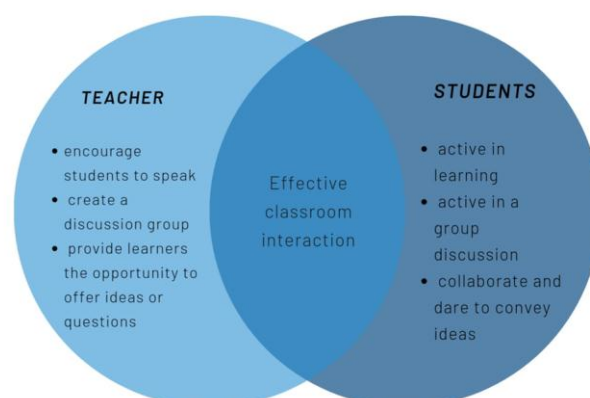 TEACHER
• encourage
students to speak
• create a
discussion group
• provide learners
the opportunity to
offer ideas or
questions
Effective
classroom
interaction
STUDENTS
• active in
learning
• active in a
group
discussion
• collaborate and
dare to convey
ideas